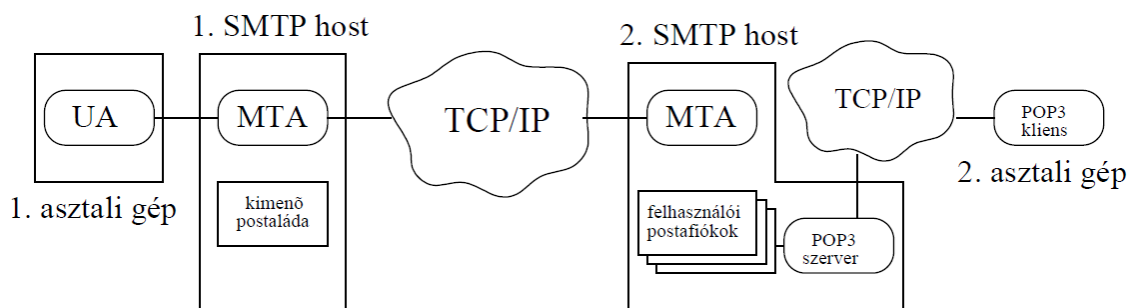 1. SMTP host
2. SMTP host
UA
MTA
TCP/IP
MTA
TCP/IP
POP3
kliens
1. asztali gép
2. asztali gép
kimenõ
postaláda
felhasználói
postafiókok
POP3
szerver